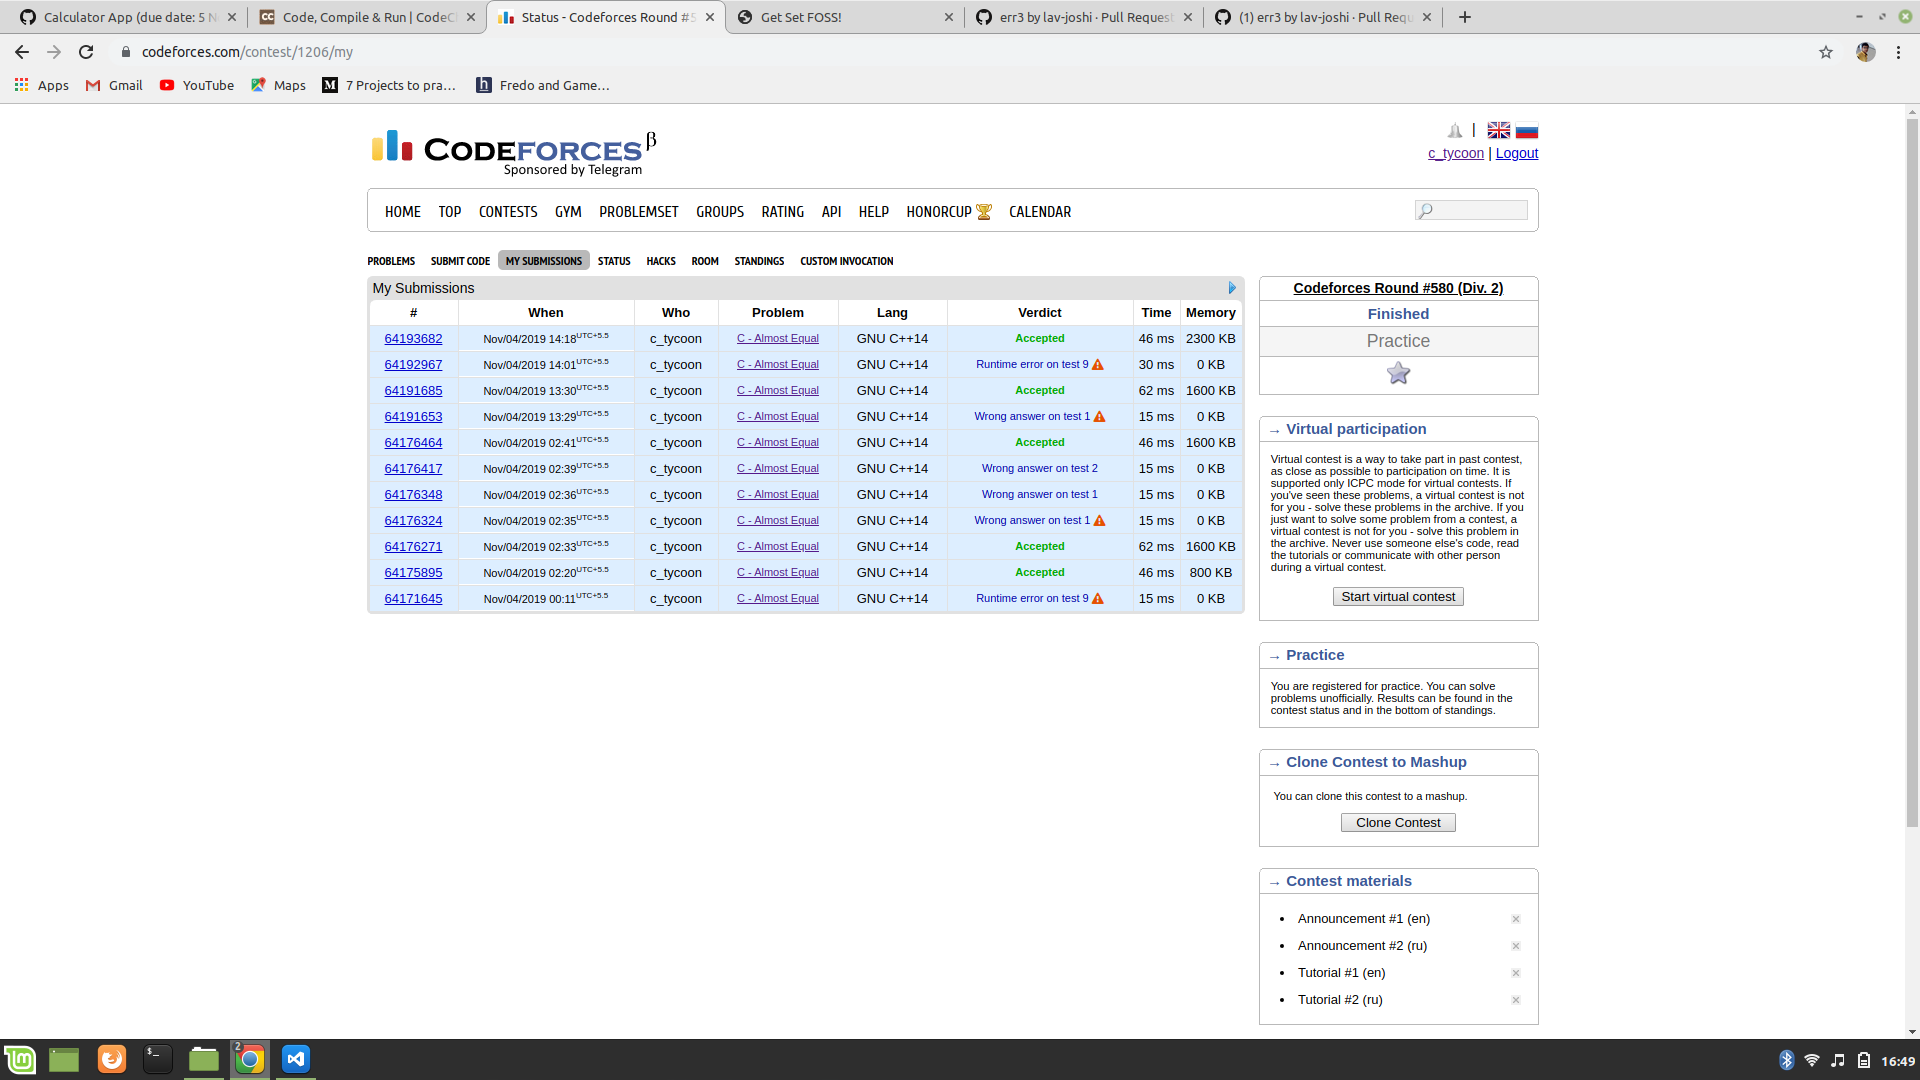 Calculator App (due date: 5 N
Code, Compile & Run | CodeC
Status - Codeforces Round #5
Get Set FOSS!
err3 by lav-joshi · Pull Request
(1) err3 by lav-joshi · Pull Requ
codeforces.com/contest/1206/my
Apps
Gmail
YouTube
Maps
7 Projects to pra…
Fredo and Game…
CODEFORCES β
Sponsored by Telegram
|
c_tycoon | Logout
HOME TOP CONTESTS GYM PROBLEMSET GROUPS RATING API HELP HONORCUP CALENDAR
PROBLEMS SUBMIT CODE MY SUBMISSIONS STATUS HACKS ROOM STANDINGS CUSTOM INVOCATION
My Submissions
# When Who Problem Lang Verdict Time Memory
64193682 Nov/04/2019 14:18UTC+5.5 c_tycoon C - Almost Equal GNU C++14 Accepted 46 ms 2300 KB
64192967 Nov/04/2019 14:01UTC+5.5 c_tycoon C - Almost Equal GNU C++14 Runtime error on test 9 30 ms 0 KB
64191685 Nov/04/2019 13:30UTC+5.5 c_tycoon C - Almost Equal GNU C++14 Accepted 62 ms 1600 KB
64191653 Nov/04/2019 13:29UTC+5.5 c_tycoon C - Almost Equal GNU C++14 Wrong answer on test 1 15 ms 0 KB
64176464 Nov/04/2019 02:41UTC+5.5 c_tycoon C - Almost Equal GNU C++14 Accepted 46 ms 1600 KB
64176417 Nov/04/2019 02:39UTC+5.5 c_tycoon C - Almost Equal GNU C++14 Wrong answer on test 2 15 ms 0 KB
64176348 Nov/04/2019 02:36UTC+5.5 c_tycoon C - Almost Equal GNU C++14 Wrong answer on test 1 15 ms 0 KB
64176324 Nov/04/2019 02:35UTC+5.5 c_tycoon C - Almost Equal GNU C++14 Wrong answer on test 1 15 ms 0 KB
64176271 Nov/04/2019 02:33UTC+5.5 c_tycoon C - Almost Equal GNU C++14 Accepted 62 ms 1600 KB
64175895 Nov/04/2019 02:20UTC+5.5 c_tycoon C - Almost Equal GNU C++14 Accepted 46 ms 800 KB
64171645 Nov/04/2019 00:11UTC+5.5 c_tycoon C - Almost Equal GNU C++14 Runtime error on test 9 15 ms 0 KB
Codeforces Round #580 (Div. 2)
Finished
Practice
→ Virtual participation
Virtual contest is a way to take part in past contest,
as close as possible to participation on time. It is
supported only ICPC mode for virtual contests. If
you've seen these problems, a virtual contest is not
for you - solve these problems in the archive. If you
just want to solve some problem from a contest, a
virtual contest is not for you - solve this problem in
the archive. Never use someone else's code, read
the tutorials or communicate with other person
during a virtual contest.
Start virtual contest
→ Practice
You are registered for practice. You can solve
problems unofficially. Results can be found in the
contest status and in the bottom of standings.
→ Clone Contest to Mashup
You can clone this contest to a mashup.
Clone Contest
→ Contest materials
• Announcement #1 (en)
• Announcement #2 (ru)
• Tutorial #1 (en)
• Tutorial #2 (ru)
2
16:49